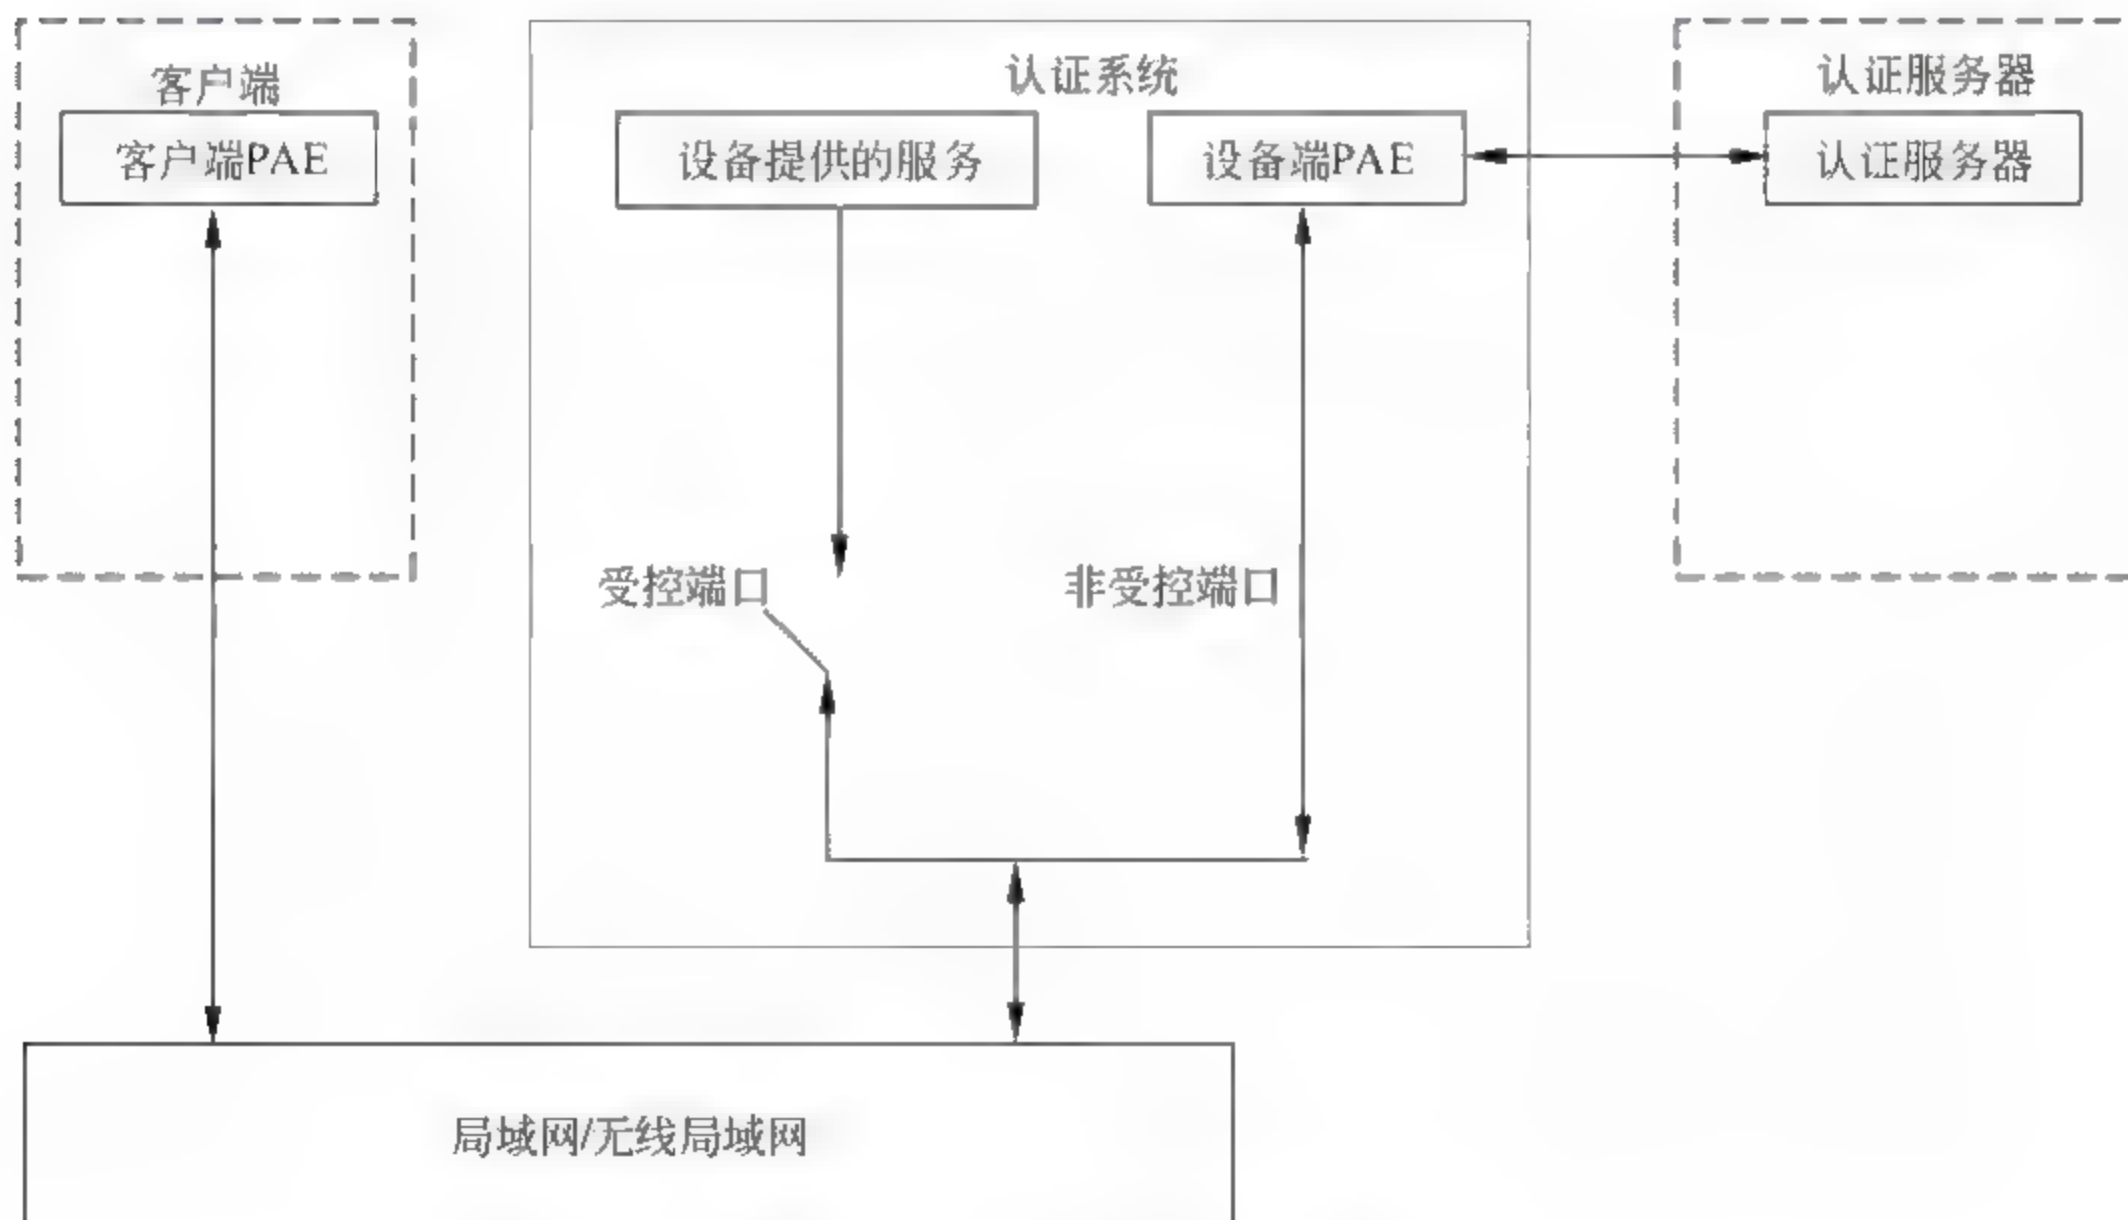 客户端
认证系统
认证服务器
客户端PAE
设备提供的服务
设备端PAE
认证服务器
受控端口
非受控端口
局域网/无线局域网